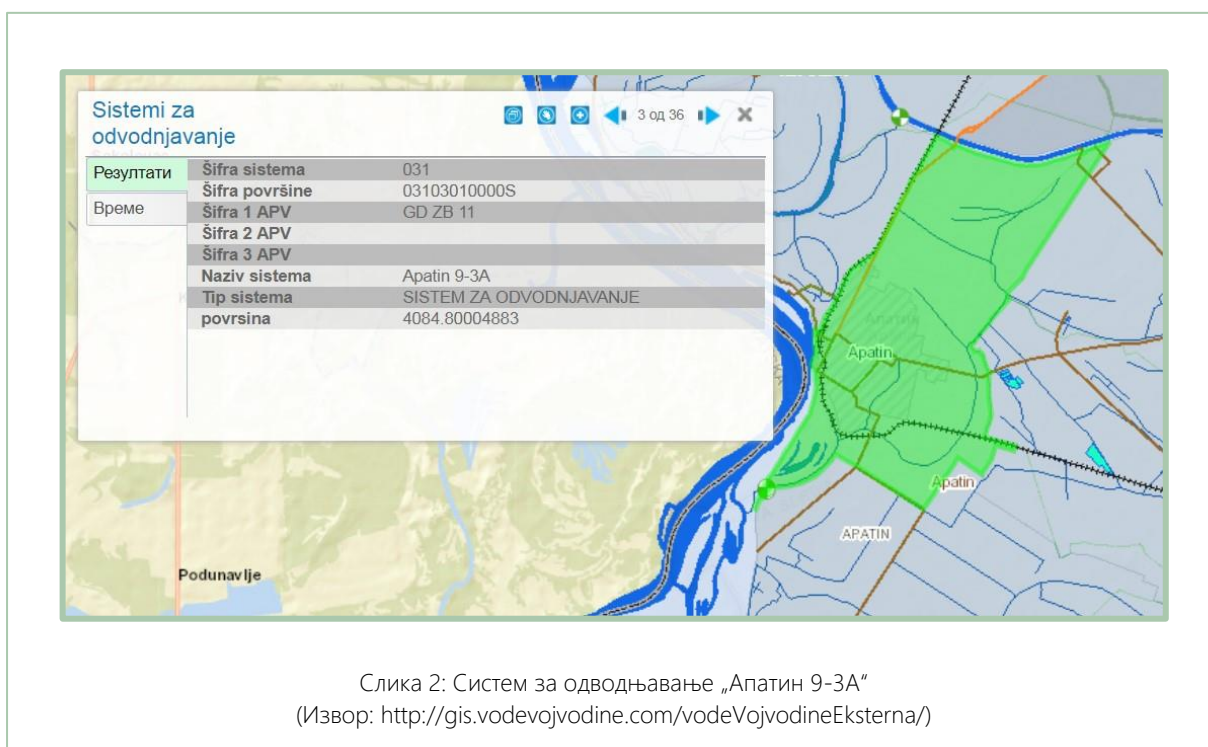 Sistemi za
odvodnjavanje
3 од 36
Резултати
Време
Šifra sistema 031
Šifra površine 03103010000S
Šifra 1 APV GD ZB 11
Šifra 2 APV
Šifra 3 APV
Naziv sistema Apatin 9-3A
Tip sistema SISTEM ZA ODVODNJAVANJE
povrsina 4084.80004883
Апатин
Apatin
Apatin
APATIN
Podunavlje
Слика 2: Систем за одводњавање „Апатин 9-3А“
(Извор: http://gis.vodevojvodine.com/vodeVojvodineEksterna/)